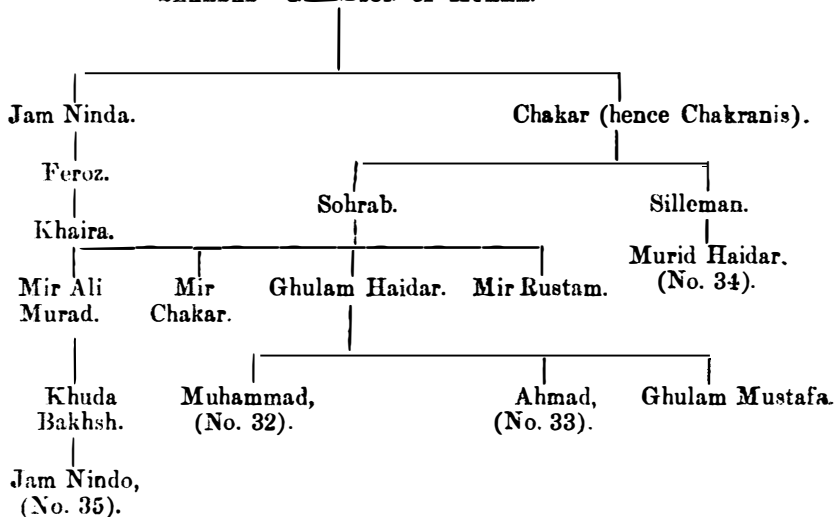 Jam Ninda.
Chakar (hence Chakranis).
Feroz.
Sohrab.
Silleman.
Khaira.
Murid Haidar.
(No. 34).
Mir Ali
Murad.
Mir
Chakar.
Ghulam Haidar.
Mir Rustam.
Khuda
Bakhsh.
Muhammad,
(No. 32).
Ahmad,
(No. 33).
Ghulam Mustafa.
Jam Nindo,
(No. 35).